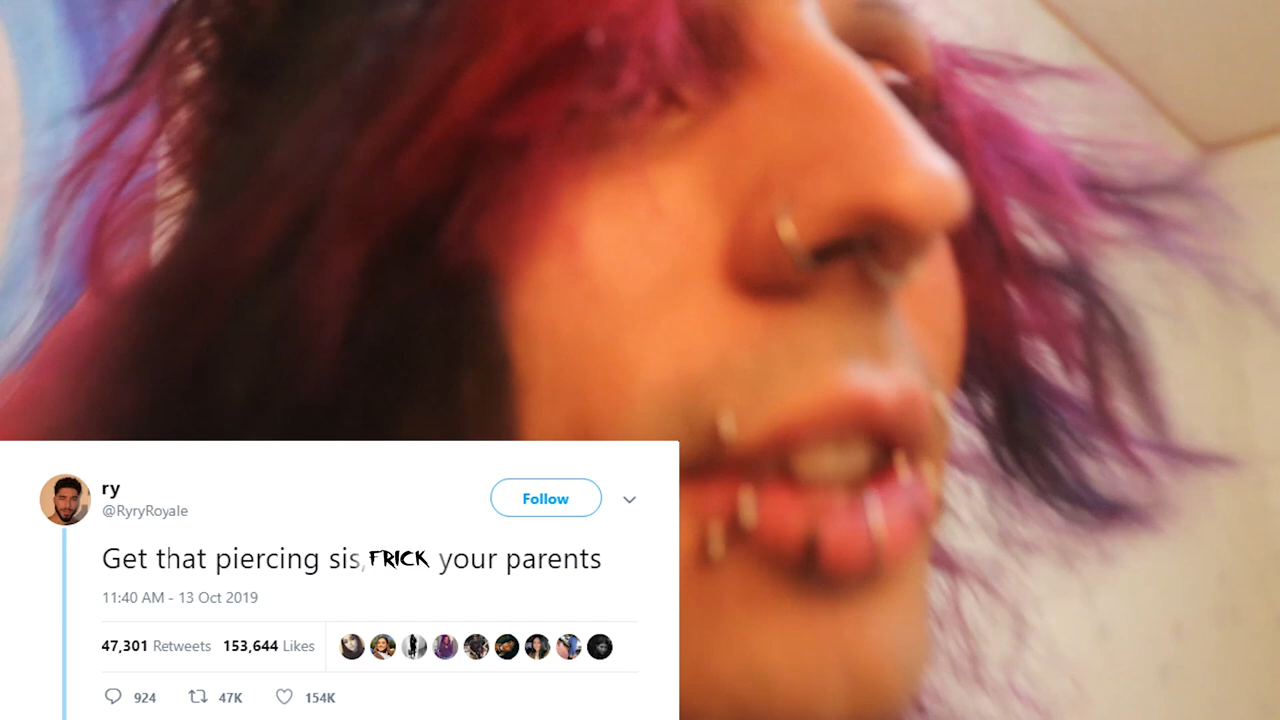 ry
@RyryRoyale
Follow
Get that piercing sis, FRICK your parents
11:40 AM - 13 Oct 2019
47,301 Retweets 153,644 Likes
924 47K 154K